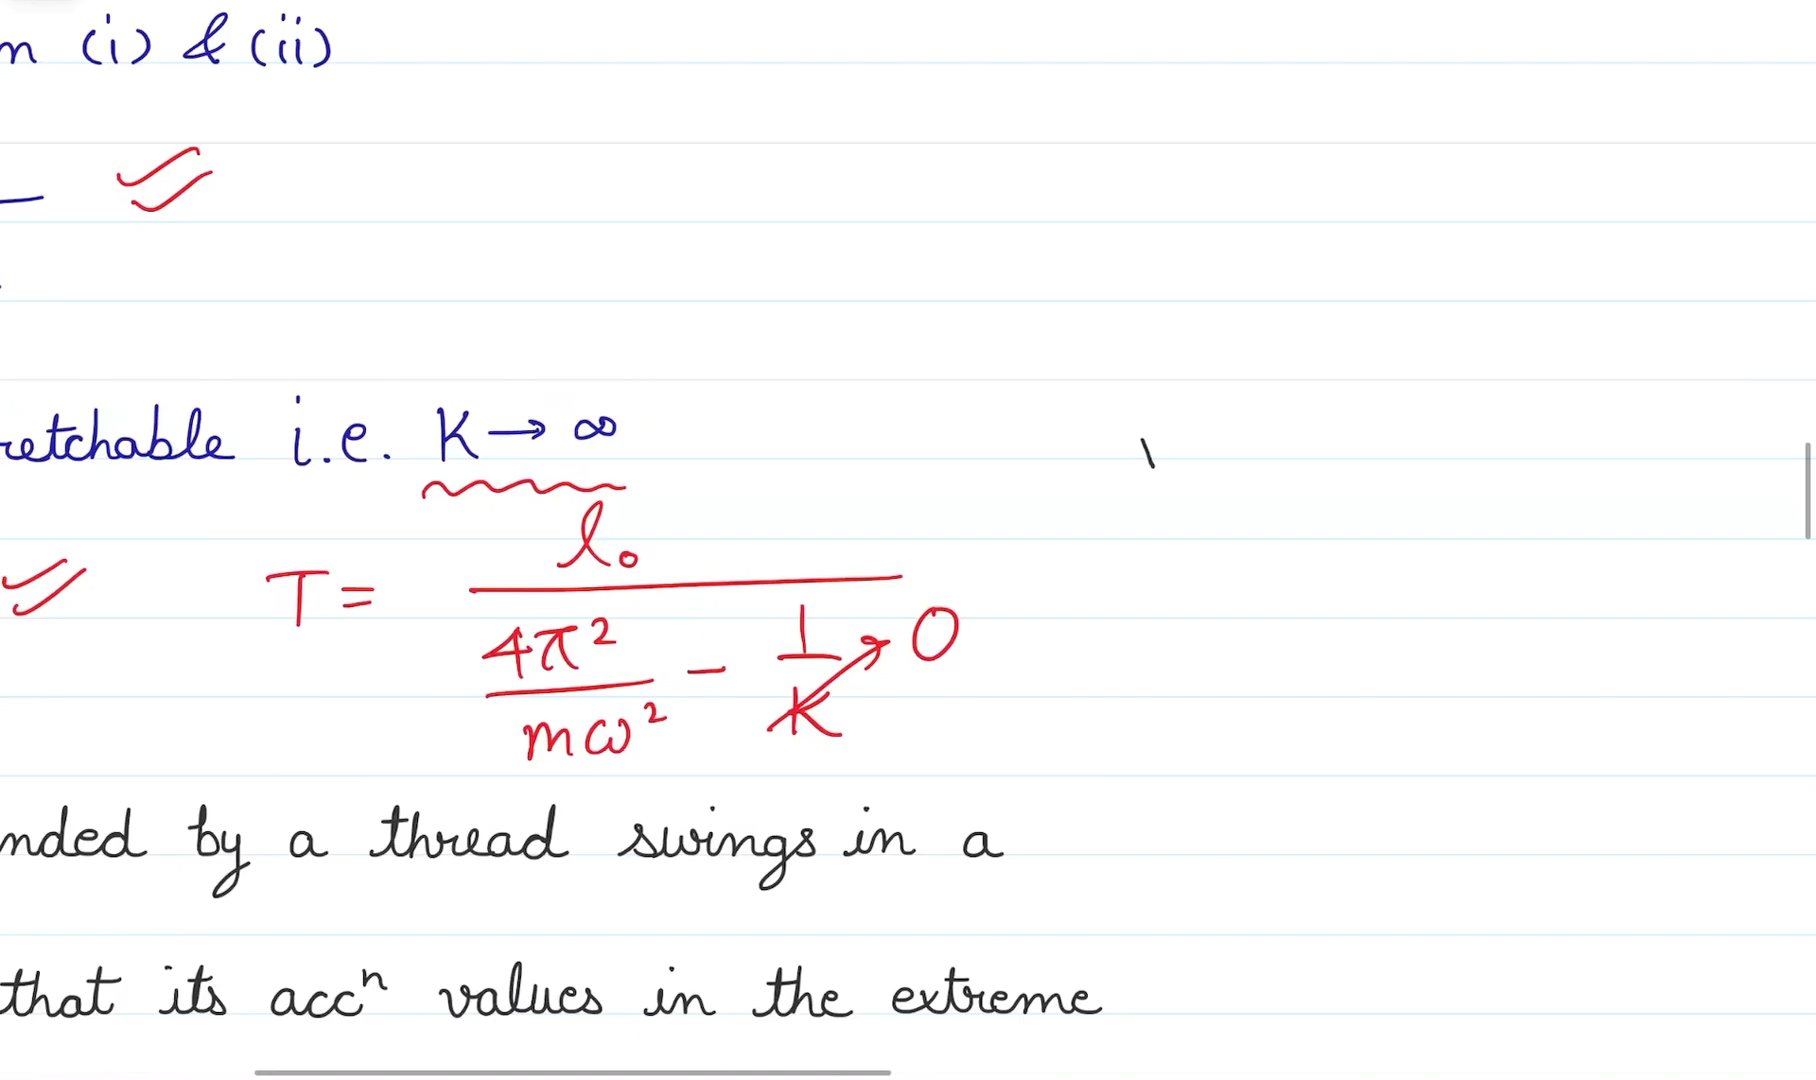 n (i) & (ii)
retchable i.e. K → ∞
T = l₀ / (4π² / mω² - 1/K → 0)
nded by a thread swings in a
that its accⁿ values in the extreme